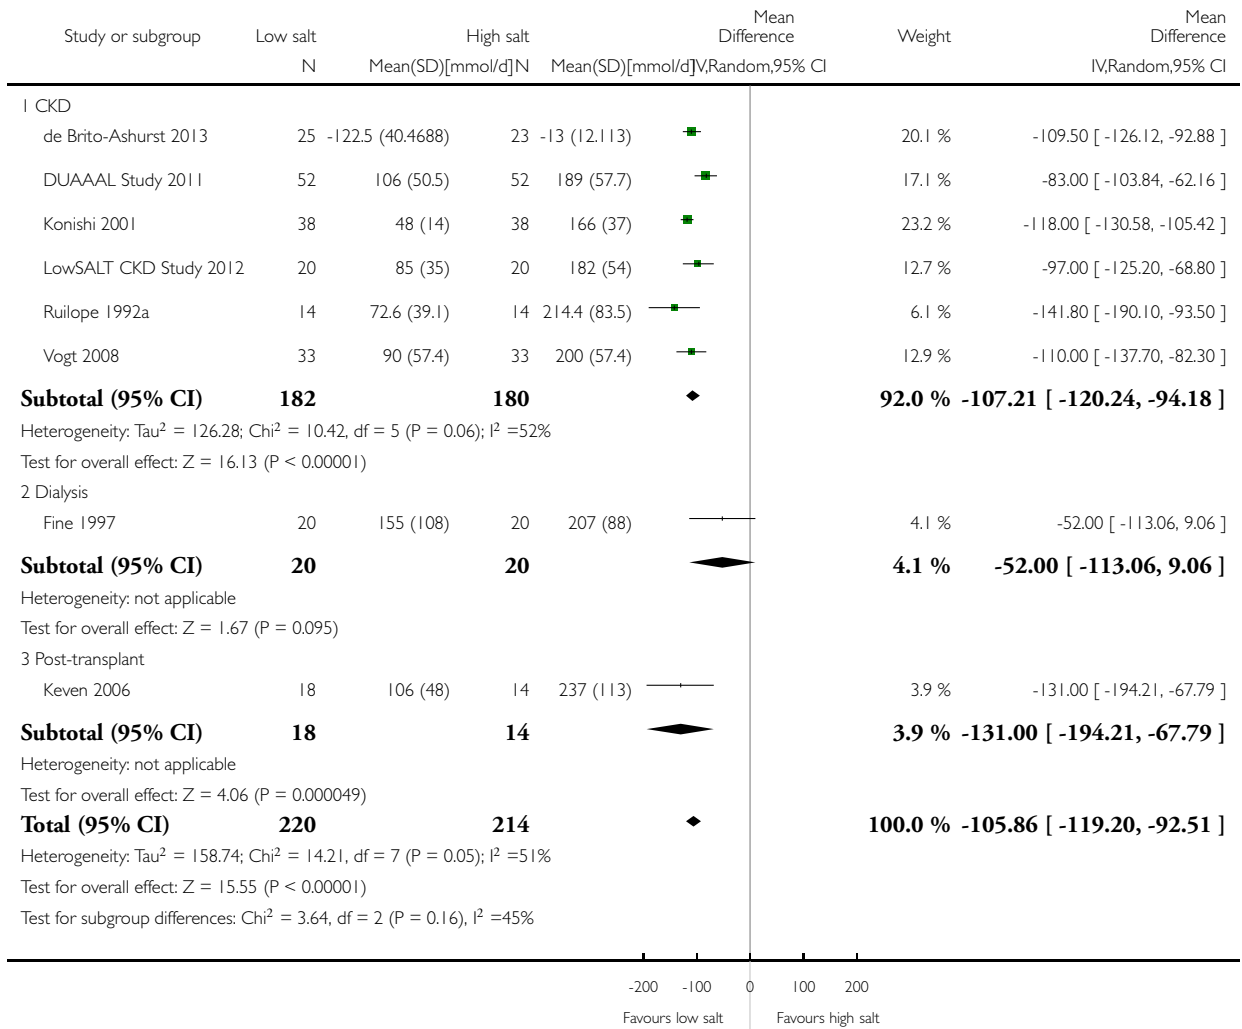 Study or subgroup Low salt High salt Mean Difference Weight Mean Difference
N Mean(SD)[mmol/d] N Mean(SD)[mmol/d] IV,Random,95% CI IV,Random,95% CI
1 CKD
de Brito-Ashurst 2013 25 -122.5 (40.4688) 23 -13 (12.113) 20.1 % -109.50 [ -126.12, -92.88 ]
DUAAAL Study 2011 52 106 (50.5) 52 189 (57.7) 17.1 % -83.00 [ -103.84, -62.16 ]
Konishi 2001 38 48 (14) 38 166 (37) 23.2 % -118.00 [ -130.58, -105.42 ]
LowSALT CKD Study 2012 20 85 (35) 20 182 (54) 12.7 % -97.00 [ -125.20, -68.80 ]
Ruilope 1992a 14 72.6 (39.1) 14 214.4 (83.5) 6.1 % -141.80 [ -190.10, -93.50 ]
Vogt 2008 33 90 (57.4) 33 200 (57.4) 12.9 % -110.00 [ -137.70, -82.30 ]
Subtotal (95% CI) 182 180 92.0 % -107.21 [ -120.24, -94.18 ]
Heterogeneity: Tau² = 126.28; Chi² = 10.42, df = 5 (P = 0.06); I² =52%
Test for overall effect: Z = 16.13 (P < 0.00001)
2 Dialysis
Fine 1997 20 155 (108) 20 207 (88) 4.1 % -52.00 [ -113.06, 9.06 ]
Subtotal (95% CI) 20 20 4.1 % -52.00 [ -113.06, 9.06 ]
Heterogeneity: not applicable
Test for overall effect: Z = 1.67 (P = 0.095)
3 Post-transplant
Keven 2006 18 106 (48) 14 237 (113) 3.9 % -131.00 [ -194.21, -67.79 ]
Subtotal (95% CI) 18 14 3.9 % -131.00 [ -194.21, -67.79 ]
Heterogeneity: not applicable
Test for overall effect: Z = 4.06 (P = 0.000049)
Total (95% CI) 220 214 100.0 % -105.86 [ -119.20, -92.51 ]
Heterogeneity: Tau² = 158.74; Chi² = 14.21, df = 7 (P = 0.05); I² =51%
Test for overall effect: Z = 15.55 (P < 0.00001)
Test for subgroup differences: Chi² = 3.64, df = 2 (P = 0.16), I² =45%
-200 -100 0 100 200
Favours low salt Favours high salt